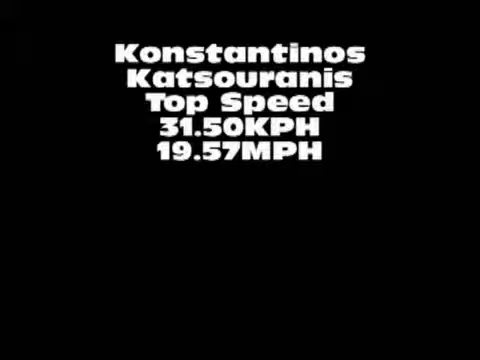 Konstantinos
Katsouranis
Top Speed
31.50KPH
19.57MPH